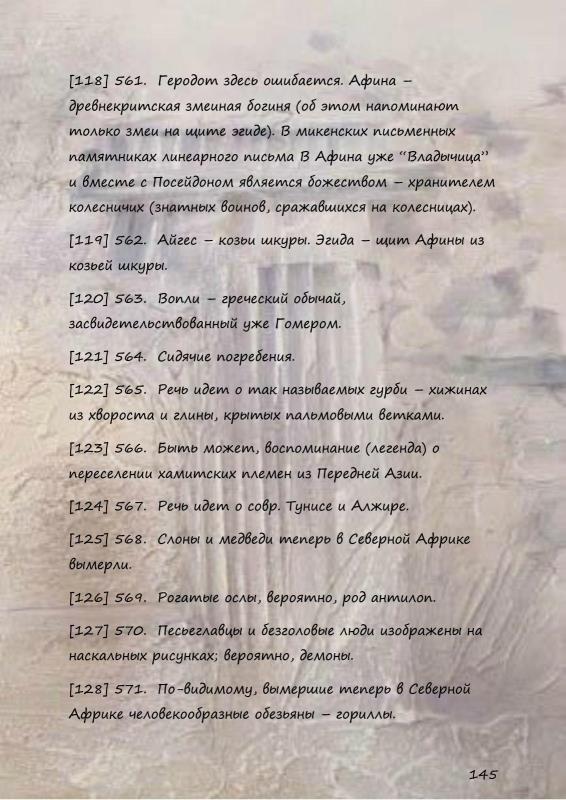 [118] 561. Геродот здесь ошибается. Афина –
древнекритская змеиная богиня (об этом напоминают
только змеи на щите эгиде). В микенских письменных
памятниках линеарного письма В Афина уже “Владычица”
и вместе с Посейдоном является божеством – хранителем
колесничих (знатных воинов, сражавшихся на колесницах).
[119] 562. Айгес – козьи шкуры. Эгида – щит Афины из
козьей шкуры.
[120] 563. Вопли – греческий обычай,
засвидетельствованный уже Гомером.
[121] 564. Сидячие погребения.
[122] 565. Речь идет о так называемых гурби – хижинах
из хвороста и глины, крытых пальмовыми ветками.
[123] 566. Быть может, воспоминание (легенда) о
переселении хамитских племен из Передней Азии.
[124] 567. Речь идет о совр. Тунисе и Алжире.
[125] 568. Слоны и медведи теперь в Северной Африке
вымерли.
[126] 569. Рогатые ослы, вероятно, род антилоп.
[127] 570. Песьеглавцы и безголовые люди изображены на
наскальных рисунках; вероятно, демоны.
[128] 571. По-видимому, вымершие теперь в Северной
Африке человекообразные обезьяны – гориллы.
145